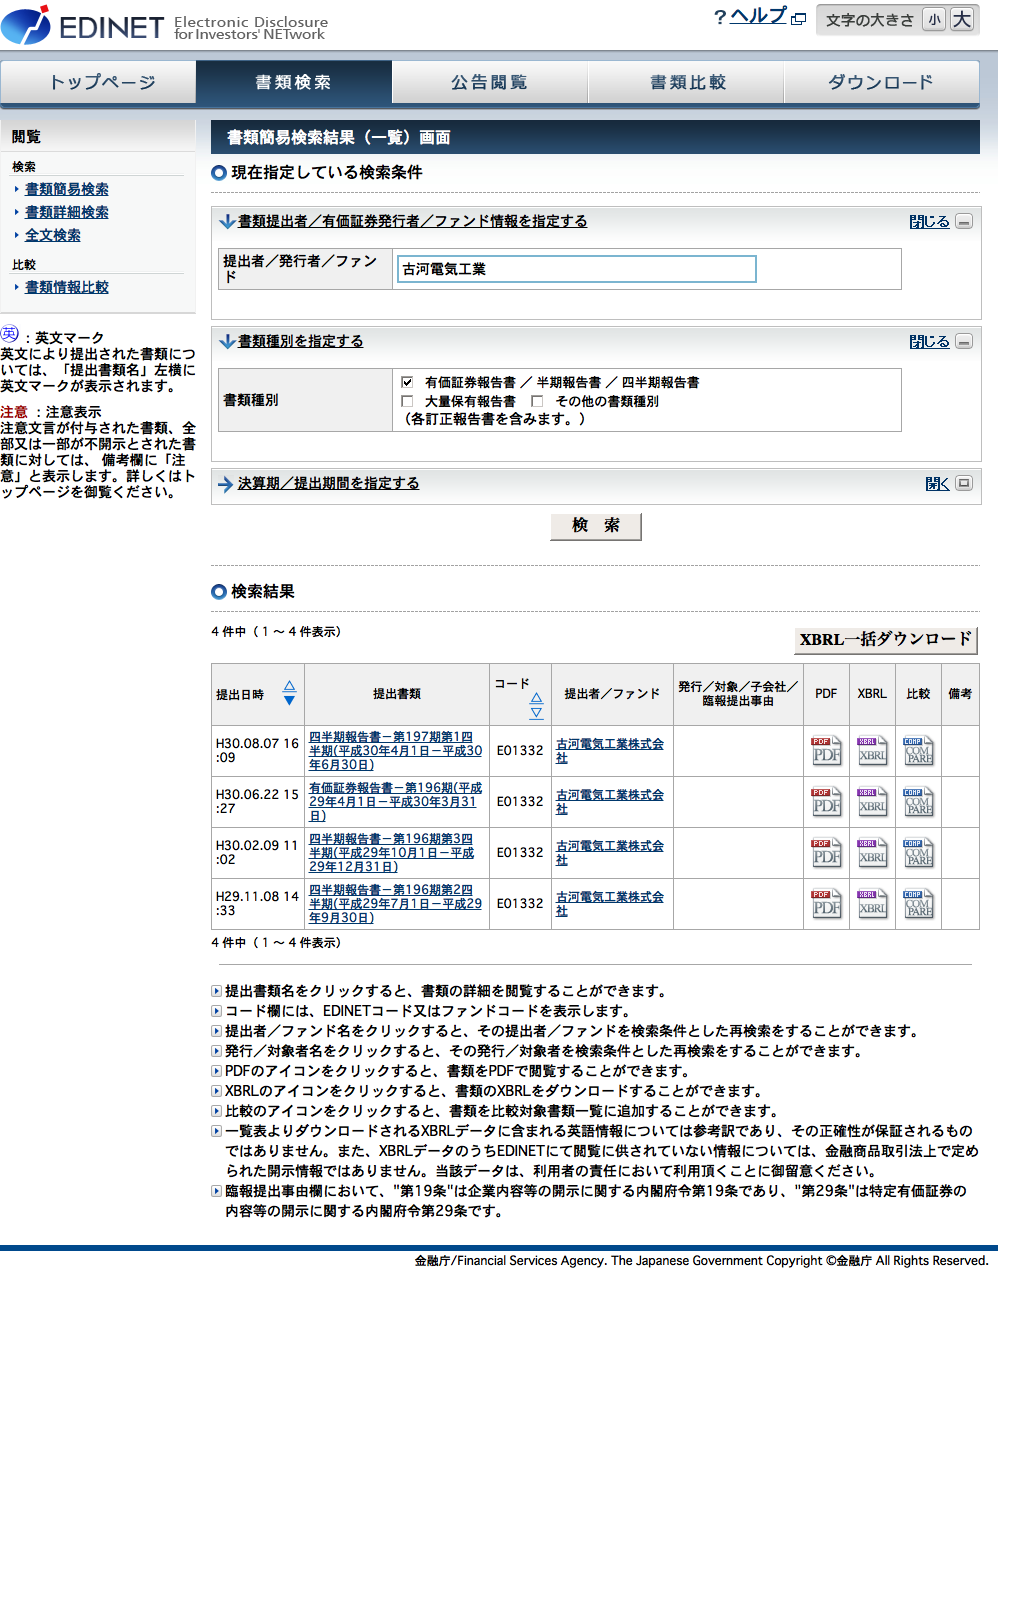 EDINET Electronic Disclosure
for Investors' NETwork
?ヘルプ 文字の大きさ 小 大
トップページ 書類検索 公告閲覧 書類比較 ダウンロード
閲覧
検索
書類簡易検索
書類詳細検索
全文検索
比較
書類情報比較
英 ：英文マーク
英文により提出された書類につ
いては、「提出書類名」左横に
英文マークが表示されます。
注意 ：注意表示
注意文言が付与された書類、全
部又は一部が不開示とされた書
類に対しては、 備考欄に「注
意」と表示します。詳しくはト
ップページを御覧ください。
書類簡易検索結果（一覧）画面
現在指定している検索条件
書類提出者／有価証券発行者／ファンド情報を指定する 閉じる
提出者／発行者／ファン
ド
古河電気工業
書類種別を指定する 閉じる
書類種別
有価証券報告書 ／ 半期報告書 ／ 四半期報告書
大量保有報告書 その他の書類種別
（各訂正報告書を含みます。）
決算期／提出期間を指定する 開く
検 索
検索結果
4 件中（ 1 ～ 4 件表示）
XBRL一括ダウンロード
提出日時 提出書類 コード 提出者／ファンド 発行／対象／子会社／
臨報提出事由 PDF XBRL 比較 備考
H30.08.07 16
:09
四半期報告書－第197期第1四
半期(平成30年4月1日－平成30
年6月30日)
E01332
古河電気工業株式会
社
PDF PDF XBRL XBRL COMP COM PARE
H30.06.22 15
:27
有価証券報告書－第196期(平成
29年4月1日－平成30年3月31
日)
E01332
古河電気工業株式会
社
PDF PDF XBRL XBRL COMP COM PARE
H30.02.09 11
:02
四半期報告書－第196期第3四
半期(平成29年10月1日－平成
29年12月31日)
E01332
古河電気工業株式会
社
PDF PDF XBRL XBRL COMP COM PARE
H29.11.08 14
:33
四半期報告書－第196期第2四
半期(平成29年7月1日－平成29
年9月30日)
E01332
古河電気工業株式会
社
PDF PDF XBRL XBRL COMP COM PARE
4 件中（ 1 ～ 4 件表示）
提出書類名をクリックすると、書類の詳細を閲覧することができます。
コード欄には、EDINETコード又はファンドコードを表示します。
提出者／ファンド名をクリックすると、その提出者／ファンドを検索条件とした再検索をすることができます。
発行／対象者名をクリックすると、その発行／対象者を検索条件とした再検索をすることができます。
PDFのアイコンをクリックすると、書類をPDFで閲覧することができます。
XBRLのアイコンをクリックすると、書類のXBRLをダウンロードすることができます。
比較のアイコンをクリックすると、書類を比較対象書類一覧に追加することができます。
一覧表よりダウンロードされるXBRLデータに含まれる英語情報については参考訳であり、その正確性が保証されるもの
ではありません。また、XBRLデータのうちEDINETにて閲覧に供されていない情報については、金融商品取引法上で定め
られた開示情報ではありません。当該データは、利用者の責任において利用頂くことに御留意ください。
臨報提出事由欄において、"第19条"は企業内容等の開示に関する内閣府令第19条であり、"第29条"は特定有価証券の
内容等の開示に関する内閣府令第29条です。
金融庁/Financial Services Agency. The Japanese Government Copyright ©金融庁 All Rights Reserved.